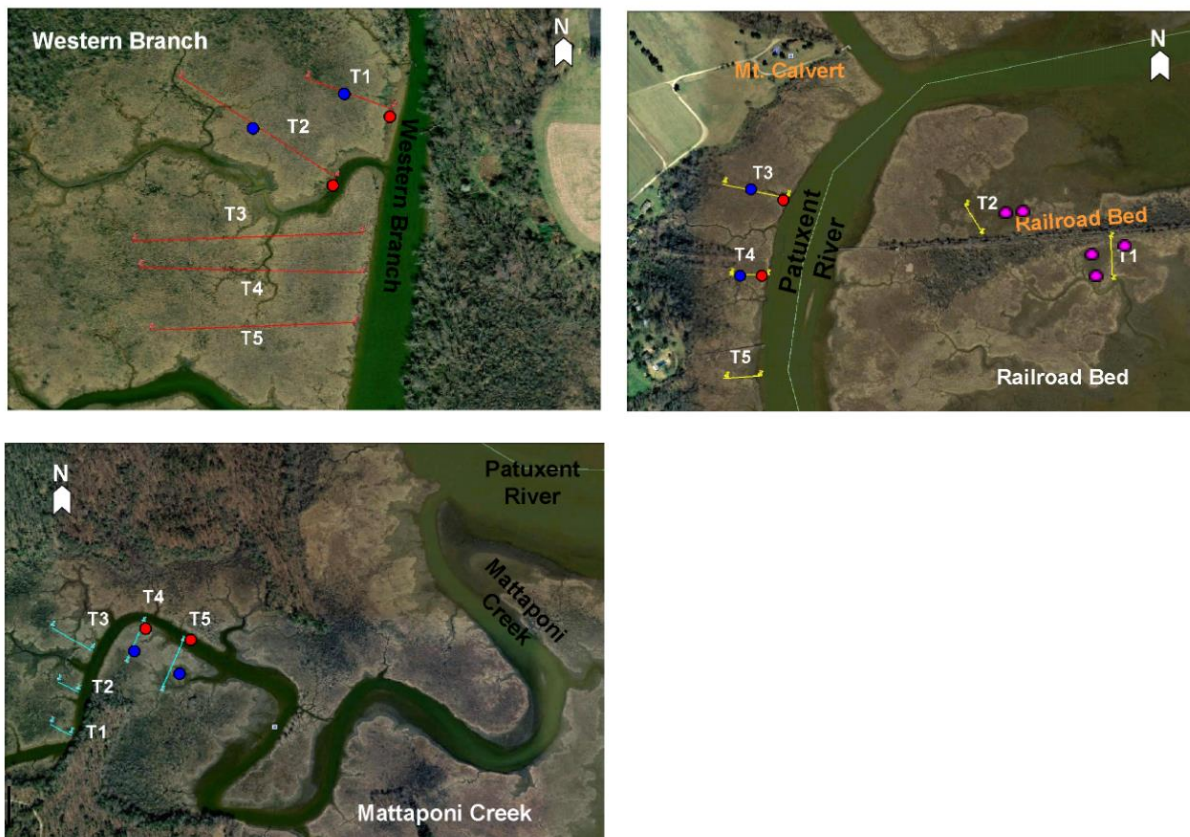 Western Branch
N
T1
T2
Western Branch
T3
T4
T5
N
Mt. Calvert
T3
T2
Railroad Bed
T4
T1
Patuxent
River
T5
Railroad Bed
N
Patuxent
River
Mattaponi
Creek
T4
T3
T5
T2
T1
Mattaponi Creek